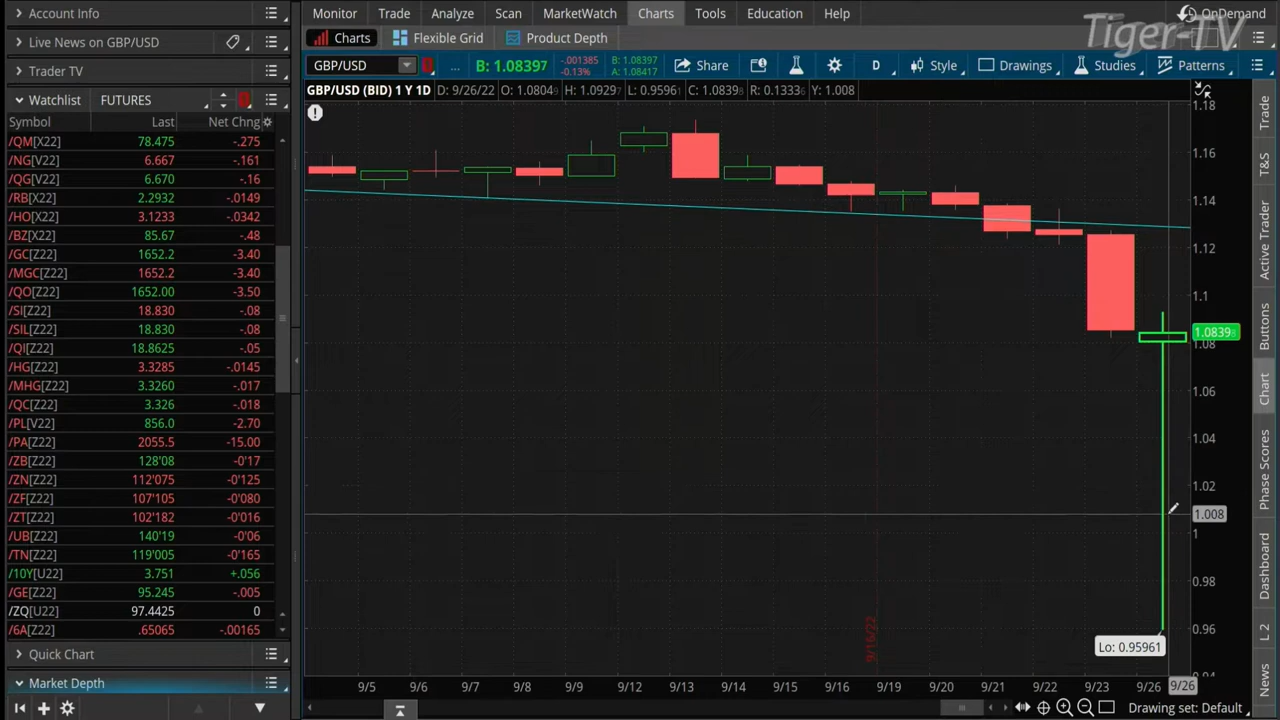 Account Info
Monitor Trade Analyze Scan MarketWatch Charts Tools Education Help OnDemand
Tiger-TV
Live News on GBP/USD
Charts Flexible Grid Product Depth
Trader TV
GBP/USD ... B: 1.08397 -.001385 -0.13% B: 1.08397 A: 1.08417 Share D Style Drawings Studies Patterns
Watchlist FUTURES
GBP/USD (BID) 1 Y 1D D: 9/26/22 O: 1.0804 H: 1.0929 L: 0.9596 C: 1.0839 R: 0.1333 Y: 1.008
Symbol Last Net Chng
/QM[X22] 78.475 -.275
/NG[V22] 6.667 -.161
/QG[V22] 6.670 -.16
/RB[X22] 2.2932 -.0149
/HO[X22] 3.1233 -.0342
/BZ[X22] 85.67 -.48
/GC[Z22] 1652.2 -3.40
/MGC[Z22] 1652.2 -3.40
/QO[Z22] 1652.00 -3.50
/SI[Z22] 18.830 -.08
/SIL[Z22] 18.830 -.08
/QI[Z22] 18.8625 -.05
/HG[Z22] 3.3285 -.0145
/MHG[Z22] 3.3260 -.017
/QC[Z22] 3.326 -.018
/PL[V22] 856.0 -2.70
/PA[Z22] 2055.5 -15.00
/ZB[Z22] 128'08 -0'17
/ZN[Z22] 112'075 -0'125
/ZF[Z22] 107'105 -0'080
/ZT[Z22] 102'182 -0'016
/UB[Z22] 140'19 -0'06
/TN[Z22] 119'005 -0'165
/10Y[U22] 3.751 +.056
/GE[Z22] 95.245 -.005
/ZQ[U22] 97.4425 0
/6A[Z22] .65065 -.00165
Quick Chart
Market Depth
1.18
1.16
1.14
1.12
1.1
1.0839
1.08
1.06
1.04
1.02
1.008
1
0.98
0.96
Lo: 0.95961
9/16/22
9/5 9/6 9/7 9/8 9/9 9/12 9/13 9/14 9/15 9/16 9/19 9/20 9/21 9/22 9/23 9/26 9/26
Drawing set: Default
Trade
T&S
Active Trader
Buttons
Chart
Phase Scores
Dashboard
L 2
News